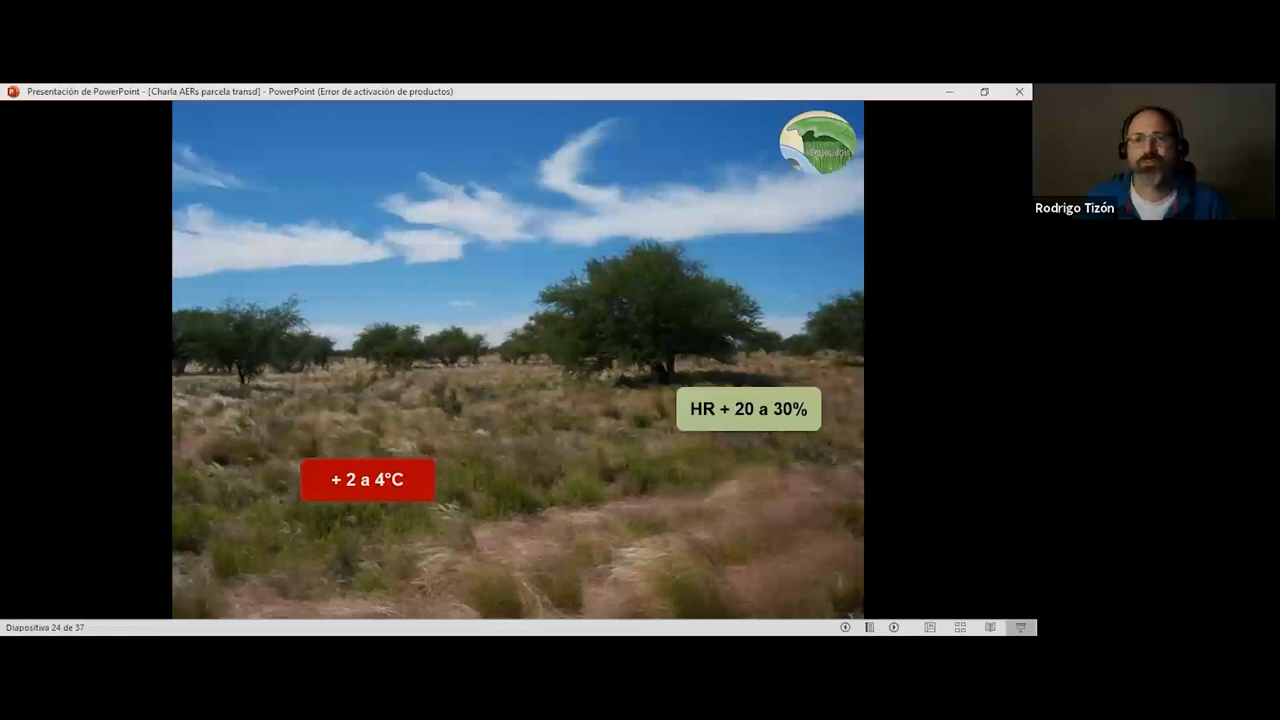 Presentación de PowerPoint - [Charla AERs parcela transd] - PowerPoint (Error de activación de productos)
Rodrigo Tizón
HR + 20 a 30%
+ 2 a 4°C
Diapositiva 24 de 37